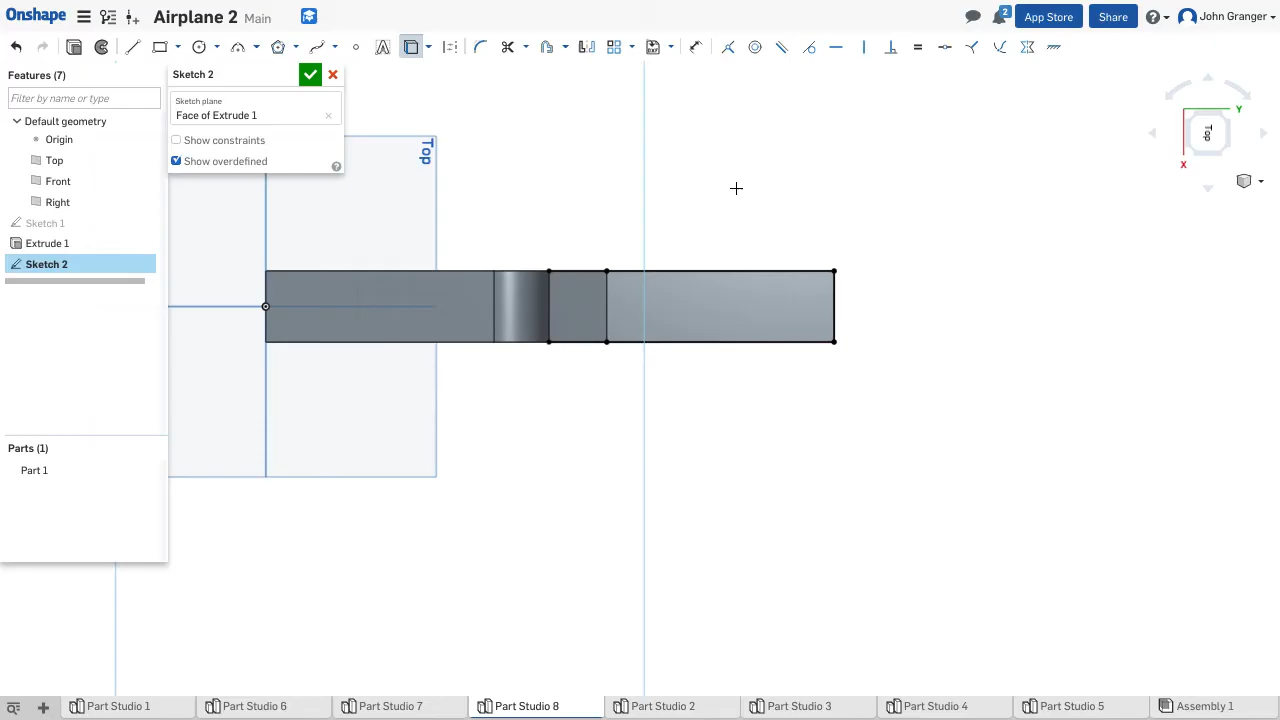 Onshape
Airplane 2 Main
2
App Store
Share
John Granger
Features (7)
Filter by name or type
Default geometry
Origin
Top
Front
Right
Sketch 1
Extrude 1
Sketch 2
Sketch 2
Sketch plane
Face of Extrude 1
Show constraints
Show overdefined
Top
Top
Y
X
Parts (1)
Part 1
Part Studio 1
Part Studio 6
Part Studio 7
Part Studio 8
Part Studio 2
Part Studio 3
Part Studio 4
Part Studio 5
Assembly 1